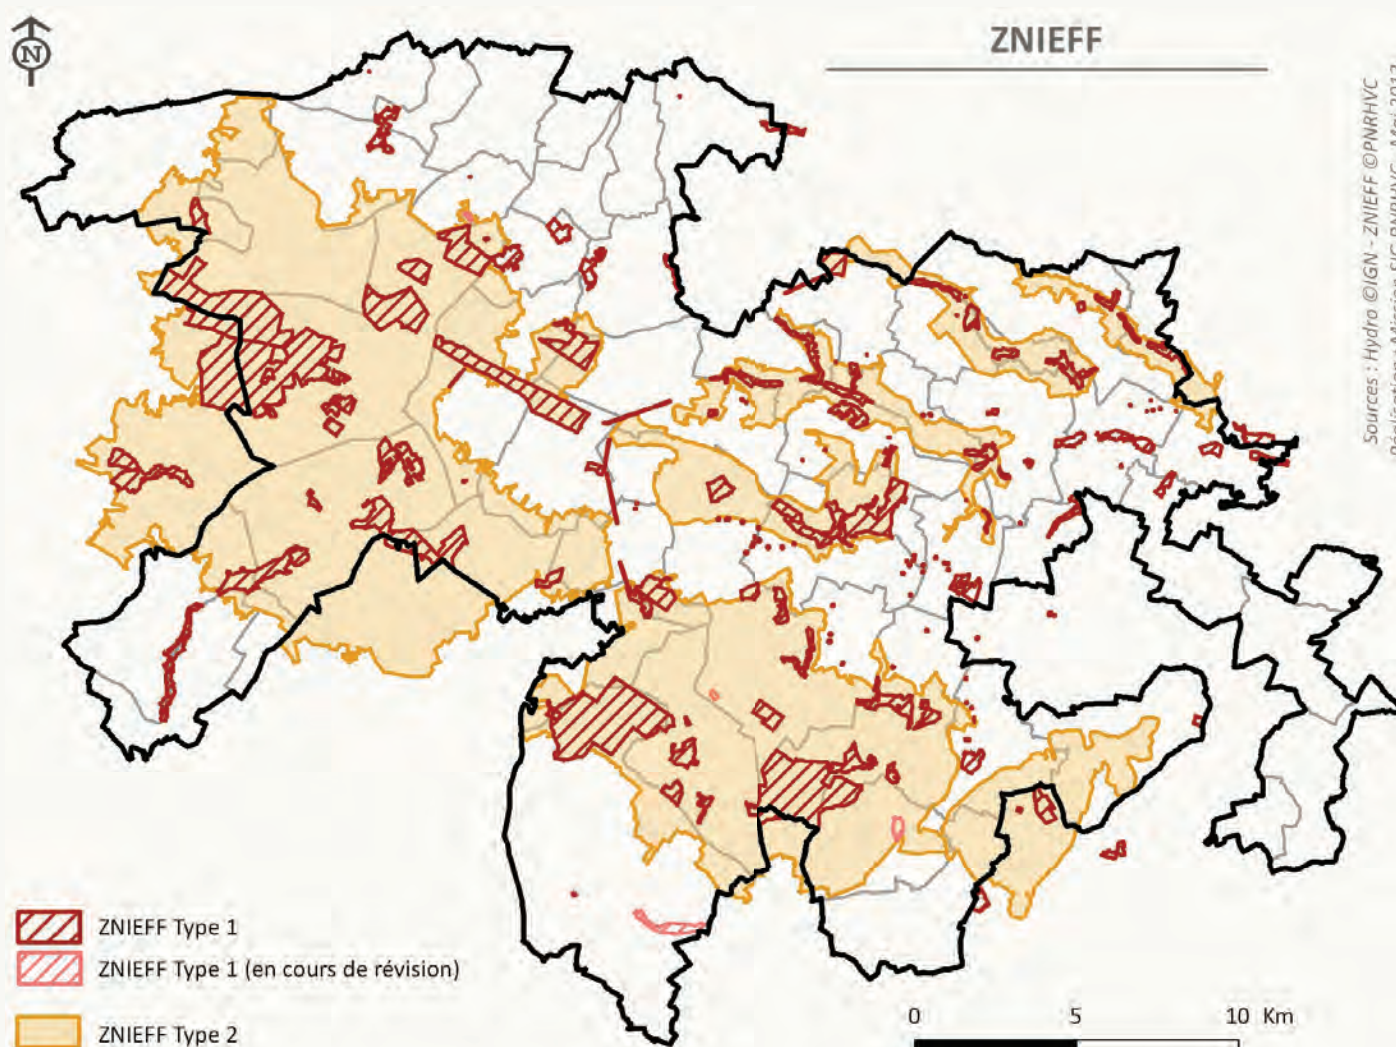 N
ZNIEFF
Sources : Hydro ©IGN - ZNIEFF ©PNRHVC
ZNIEFF Type 1
ZNIEFF Type 1 (en cours de révision)
ZNIEFF Type 2
0 5 10 Km